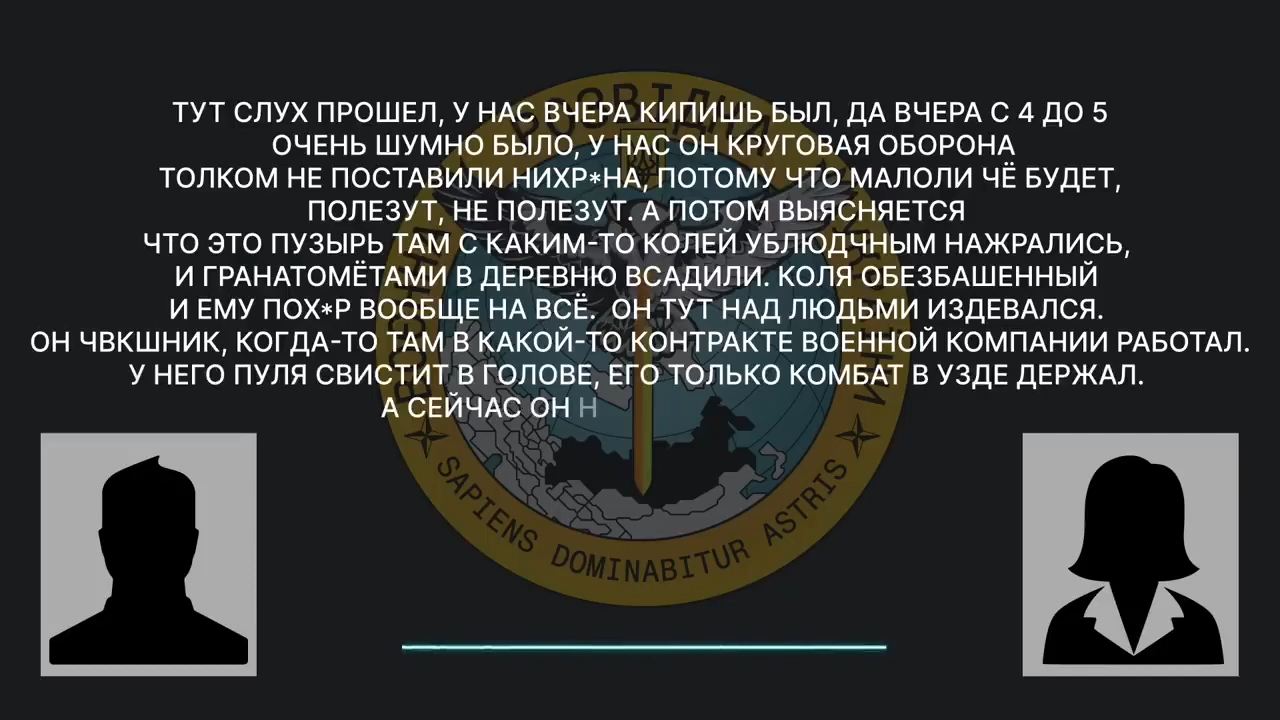 ТУТ СЛУХ ПРОШЕЛ, У НАС ВЧЕРА КИПИШЬ БЫЛ, ДА ВЧЕРА С 4 ДО 5
ОЧЕНЬ ШУМНО БЫЛО, У НАС ОН КРУГОВАЯ ОБОРОНА
ТОЛКОМ НЕ ПОСТАВИЛИ НИХР*НА, ПОТОМУ ЧТО МАЛОЛИ ЧЁ БУДЕТ,
ПОЛЕЗУТ, НЕ ПОЛЕЗУТ. А ПОТОМ ВЫЯСНЯЕТСЯ
ЧТО ЭТО ПУЗЫРЬ ТАМ С КАКИМ-ТО КОЛЕЙ УБЛЮДЧНЫМ НАЖРАЛИСЬ,
И ГРАНАТОМЁТАМИ В ДЕРЕВНЮ ВСАДИЛИ. КОЛЯ ОБЕЗБАШЕННЫЙ
И ЕМУ ПОХ*Р ВООБЩЕ НА ВСЁ. ОН ТУТ НАД ЛЮДЬМИ ИЗДЕВАЛСЯ.
ОН ЧВКШНИК, КОГДА-ТО ТАМ В КАКОЙ-ТО КОНТРАКТЕ ВОЕННОЙ КОМПАНИИ РАБОТАЛ.
У НЕГО ПУЛЯ СВИСТИТ В ГОЛОВЕ, ЕГО ТОЛЬКО КОМБАТ В УЗДЕ ДЕРЖАЛ.
А СЕЙЧАС ОН Н
SAPIENS DOMINABITUR ASTRIS